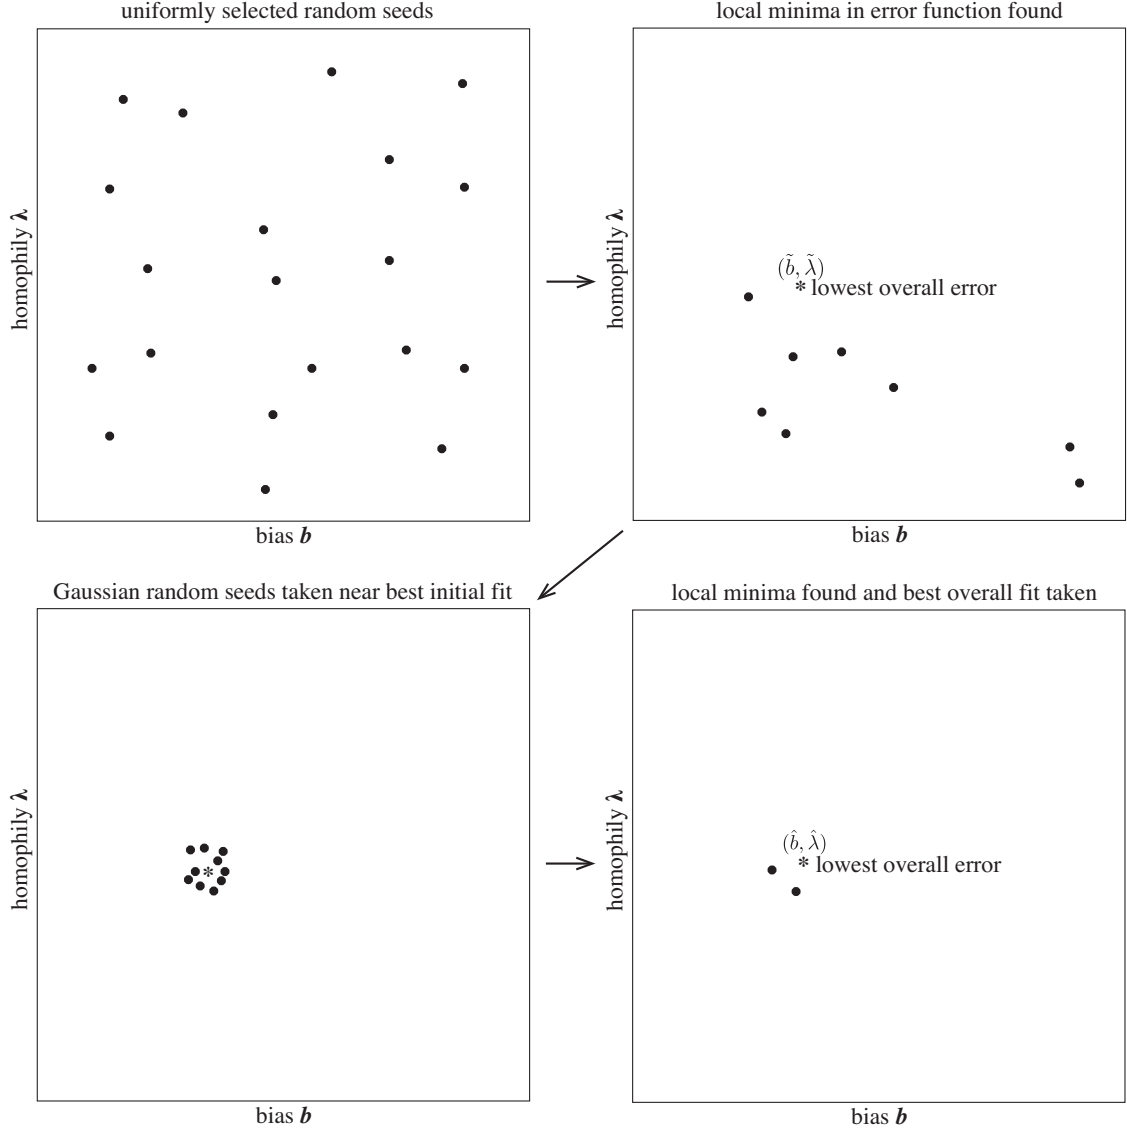 uniformly selected random seeds
homophily λ
bias b
local minima in error function found
homophily λ
(b̃, λ̃)
* lowest overall error
bias b
Gaussian random seeds taken near best initial fit
homophily λ
*
bias b
local minima found and best overall fit taken
homophily λ
(b̂, λ̂)
* lowest overall error
bias b